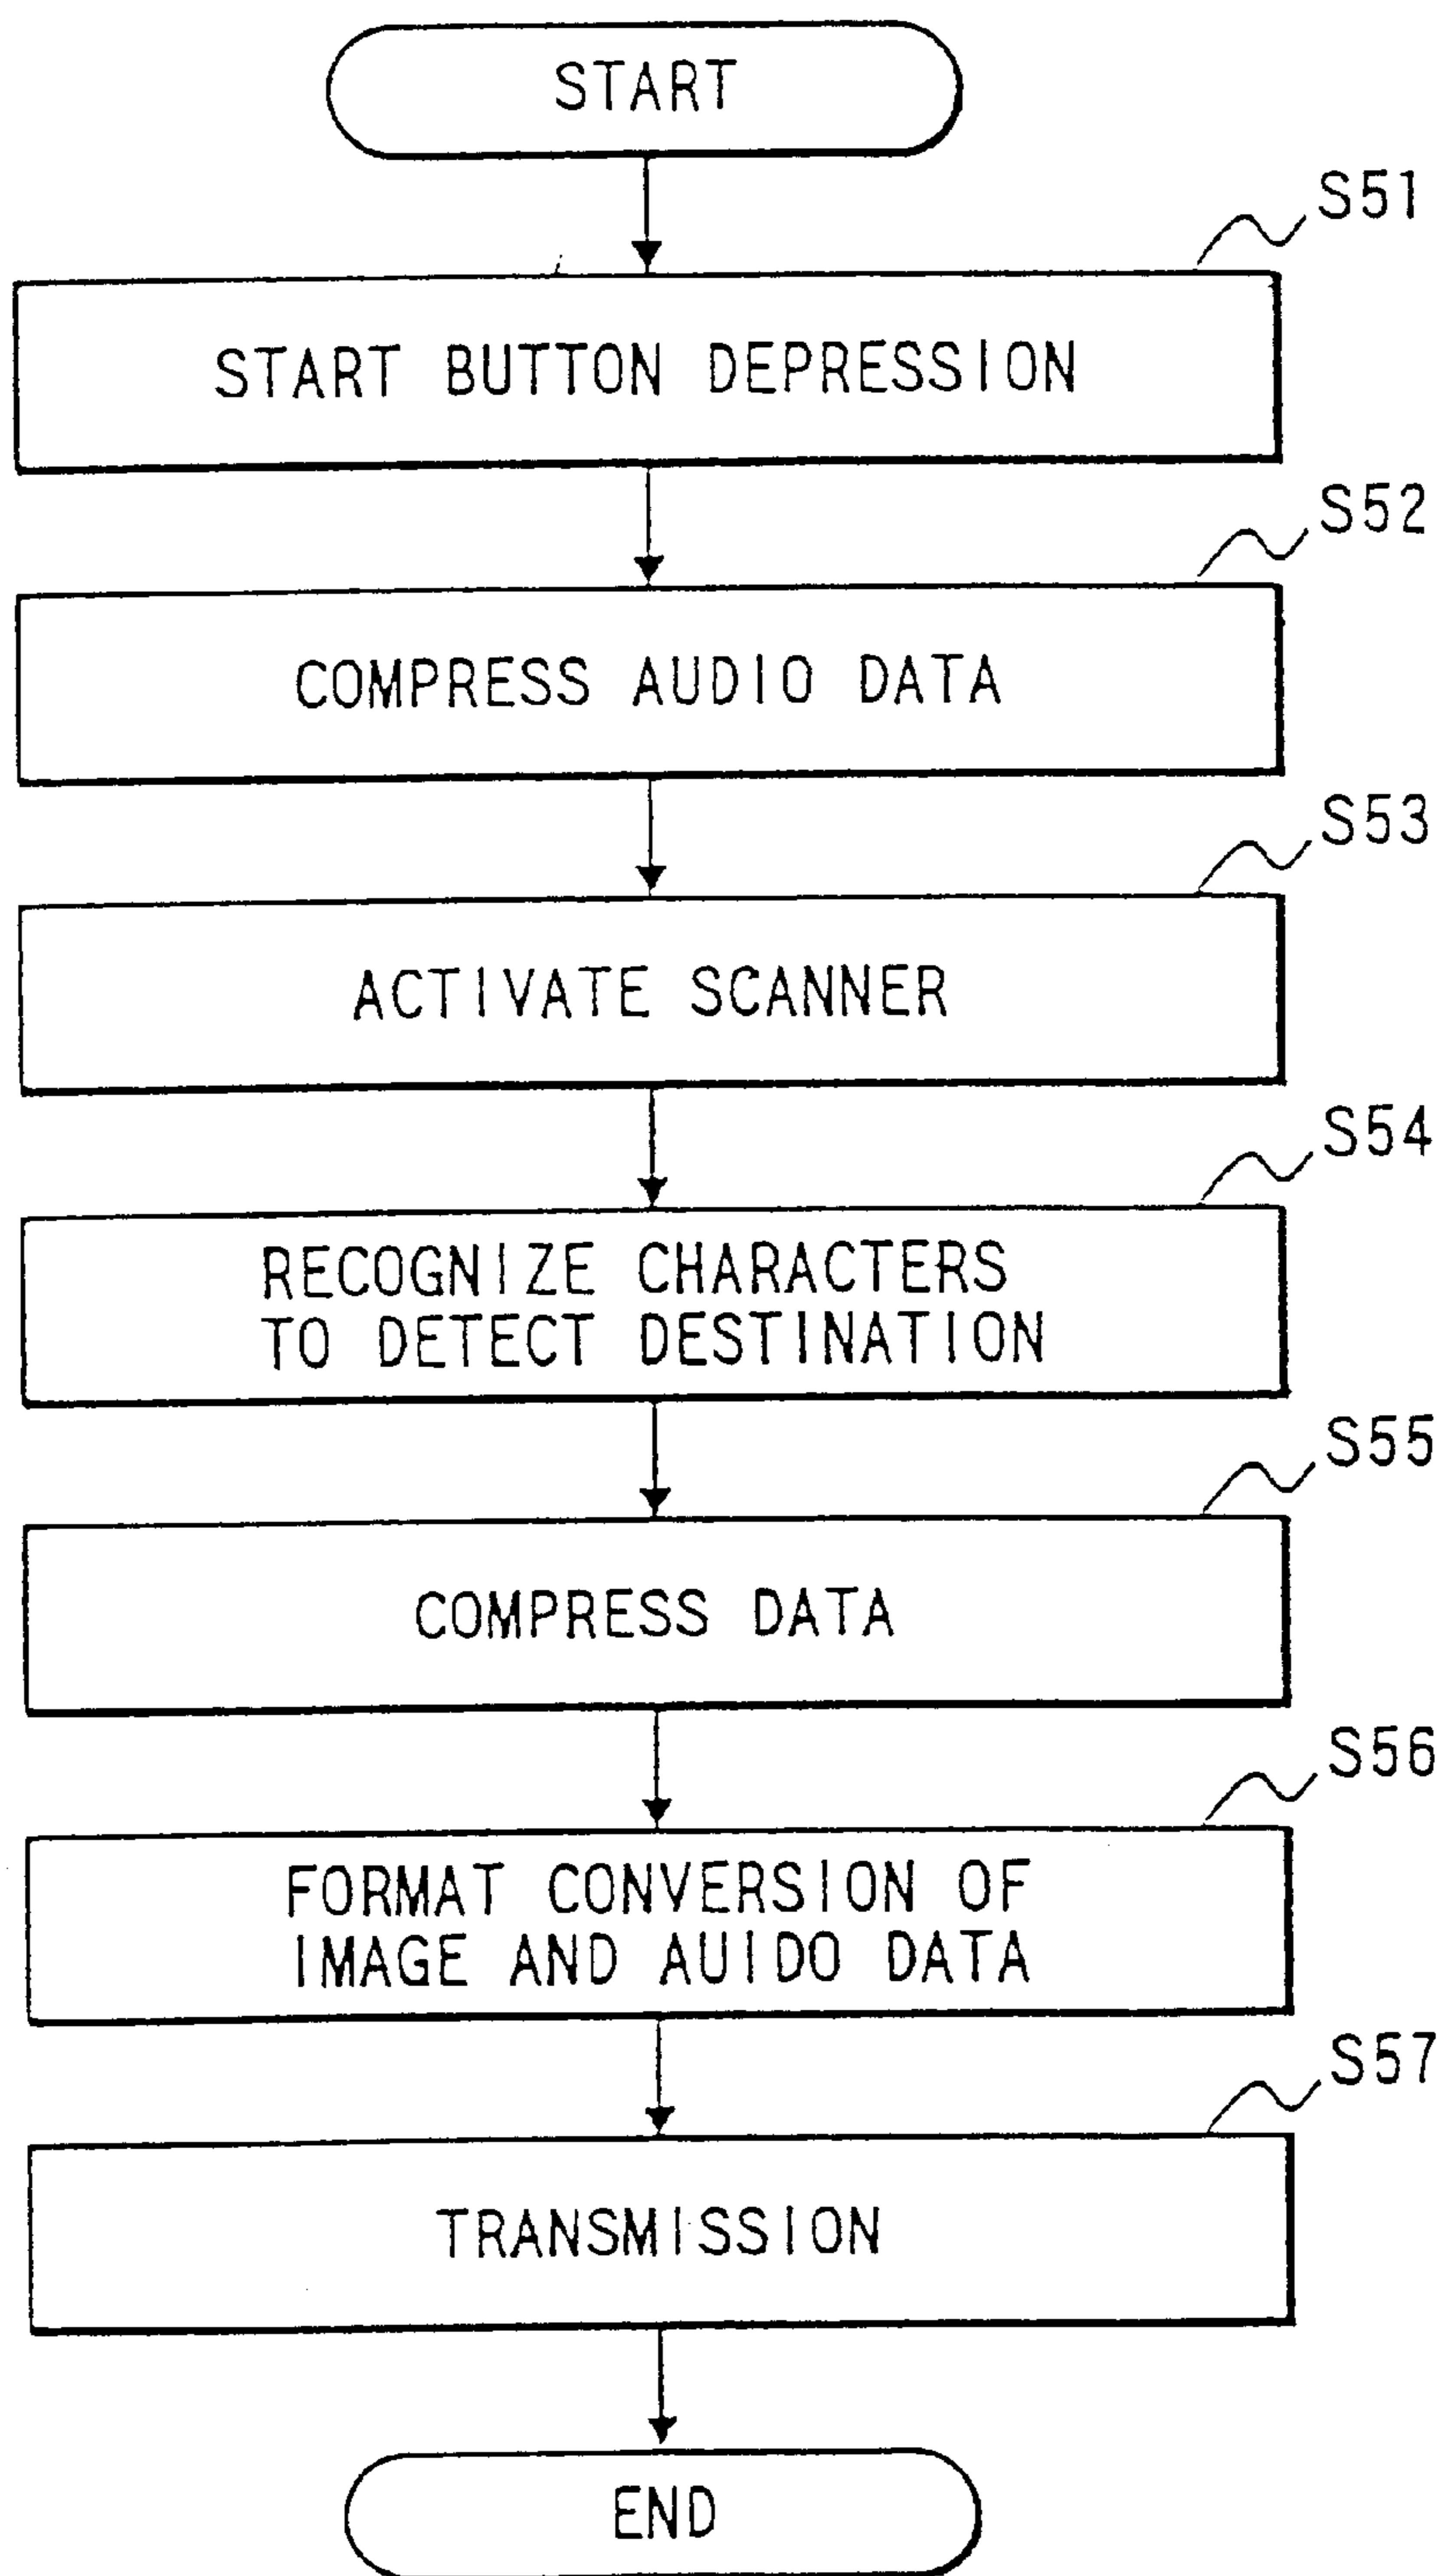 START
S51
START BUTTON DEPRESSION
S52
COMPRESS AUDIO DATA
S53
ACTIVATE SCANNER
S54
RECOGNIZE CHARACTERS
TO DETECT DESTINATION
S55
COMPRESS DATA
S56
FORMAT CONVERSION OF
IMAGE AND AUIDO DATA
S57
TRANSMISSION
END